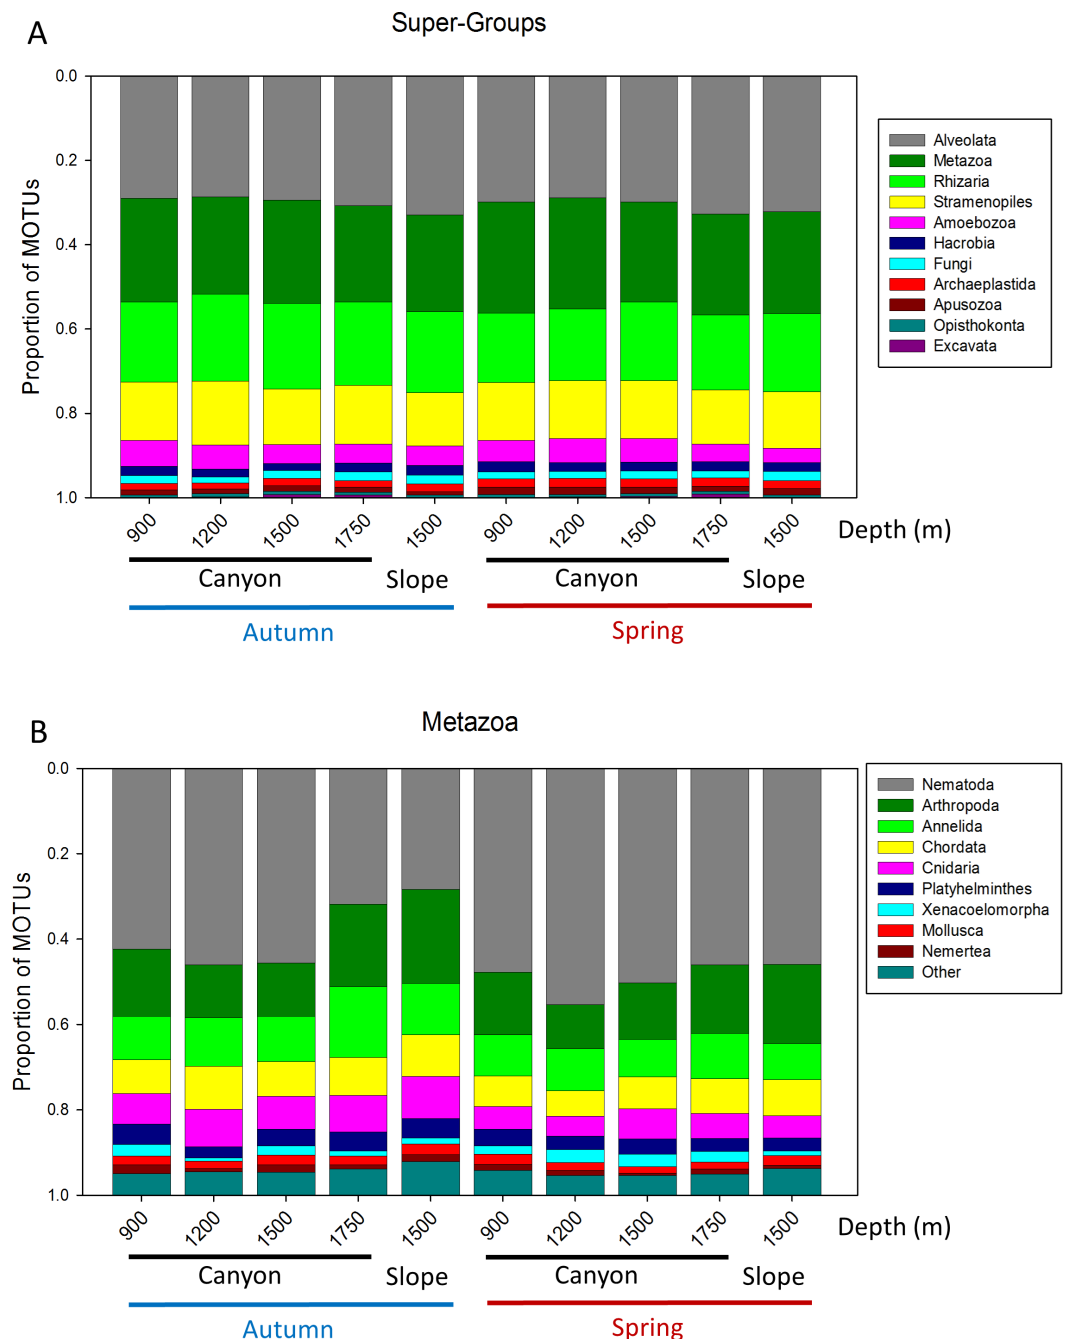 A
Super-Groups
0.0
0.2
0.4
0.6
0.8
1.0
Proportion of MOTUs
Alveolata
Metazoa
Rhizaria
Stramenopiles
Amoebozoa
Hacrobia
Fungi
Archaeplastida
Apusozoa
Opisthokonta
Excavata
900 1200 1500 1750 1500 900 1200 1500 1750 1500 Depth (m)
Canyon Slope Canyon Slope
Autumn Spring
B
Metazoa
0.0
0.2
0.4
0.6
0.8
1.0
Proportion of MOTUs
Nematoda
Arthropoda
Annelida
Chordata
Cnidaria
Platyhelminthes
Xenacoelomorpha
Mollusca
Nemertea
Other
900 1200 1500 1750 1500 900 1200 1500 1750 1500 Depth (m)
Canyon Slope Canyon Slope
Autumn Spring